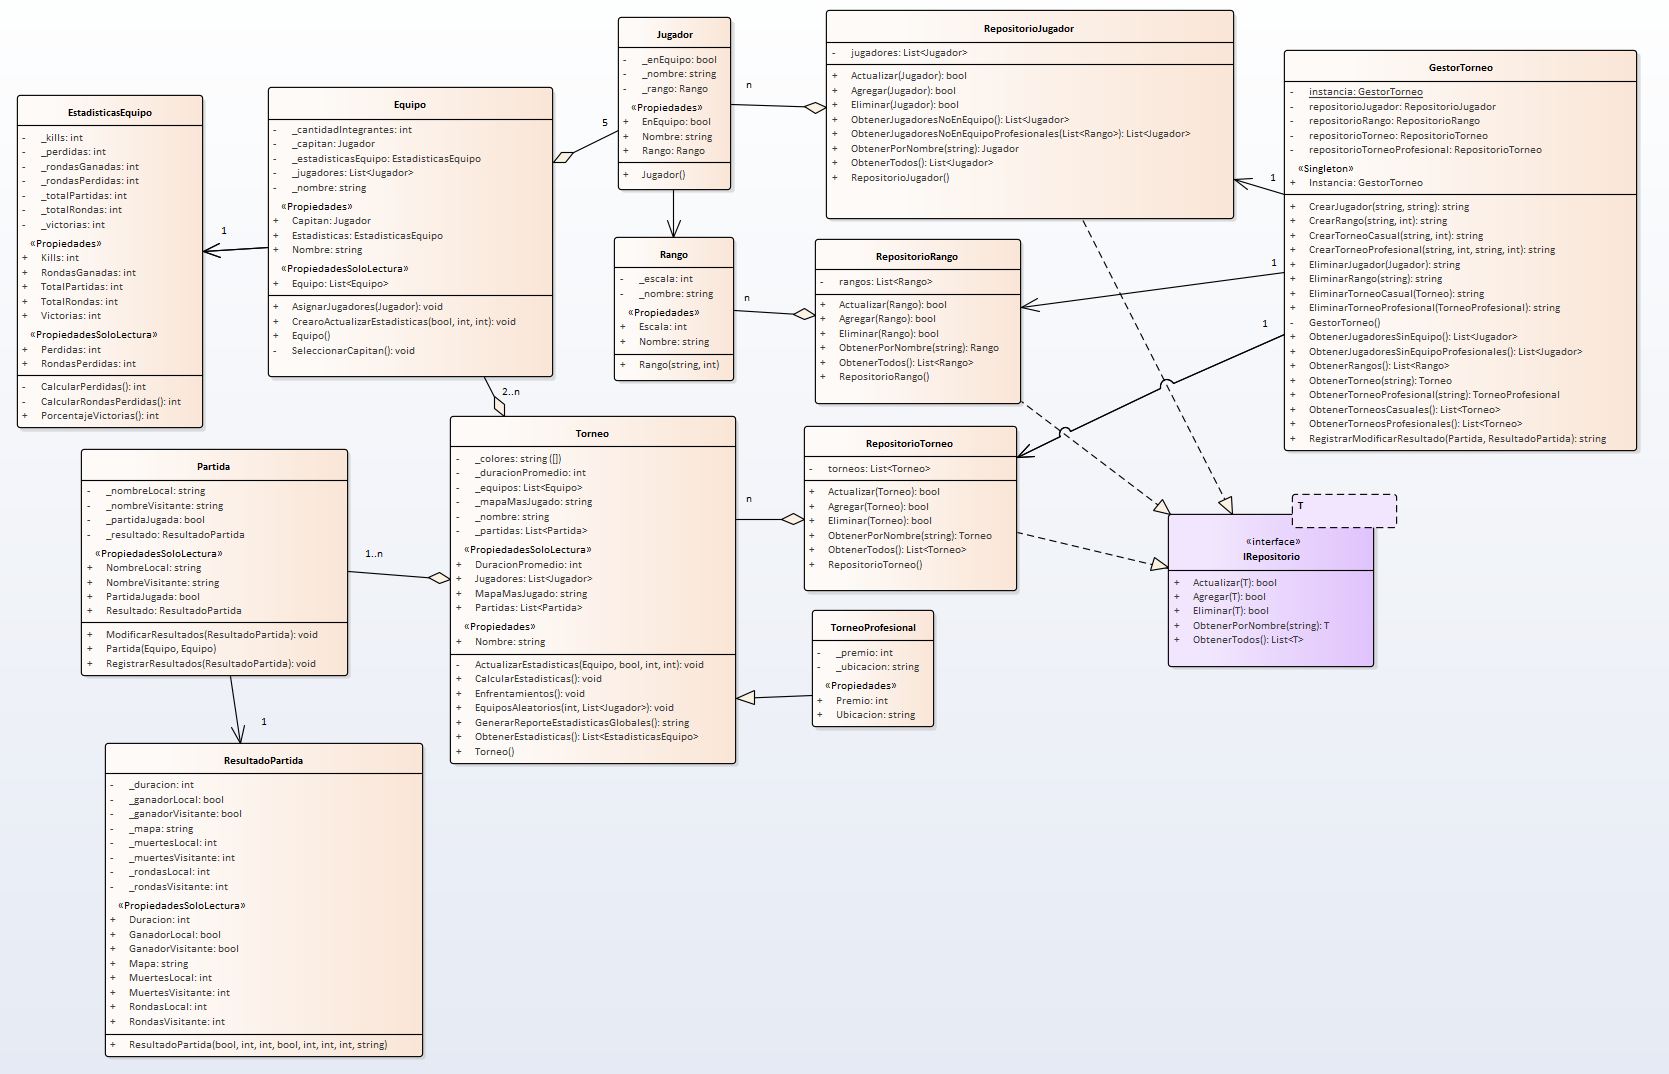 EstadisticasEquipo
- _kills: int
- _perdidas: int
- _rondasGanadas: int
- _rondasPerdidas: int
- _totalPartidas: int
- _totalRondas: int
- _victorias: int
«Propiedades»
+ Kills: int
+ RondasGanadas: int
+ TotalPartidas: int
+ TotalRondas: int
+ Victorias: int
«PropiedadesSoloLectura»
+ Perdidas: int
+ RondasPerdidas: int
- CalcularPerdidas(): int
- CalcularRondasPerdidas(): int
+ PorcentajeVictorias(): int
1
Equipo
- _cantidadIntegrantes: int
- _capitan: Jugador
- _estadisticasEquipo: EstadisticasEquipo
- _jugadores: List<Jugador>
- _nombre: string
«Propiedades»
+ Capitan: Jugador
+ Estadisticas: EstadisticasEquipo
+ Nombre: string
«PropiedadesSoloLectura»
+ Equipo: List<Equipo>
+ AsignarJugadores(Jugador): void
+ CrearoActualizarEstadisticas(bool, int, int): void
+ Equipo()
- SeleccionarCapitan(): void
5
2..n
Jugador
- _enEquipo: bool
- _nombre: string
- _rango: Rango
«Propiedades»
+ EnEquipo: bool
+ Nombre: string
+ Rango: Rango
+ Jugador()
n
Rango
- _escala: int
- _nombre: string
«Propiedades»
+ Escala: int
+ Nombre: string
+ Rango(string, int)
n
RepositorioJugador
- jugadores: List<Jugador>
+ Actualizar(Jugador): bool
+ Agregar(Jugador): bool
+ Eliminar(Jugador): bool
+ ObtenerJugadoresNoEnEquipo(): List<Jugador>
+ ObtenerJugadoresNoEnEquipoProfesionales(List<Rango>): List<Jugador>
+ ObtenerPorNombre(string): Jugador
+ ObtenerTodos(): List<Jugador>
+ RepositorioJugador()
1
RepositorioRango
- rangos: List<Rango>
+ Actualizar(Rango): bool
+ Agregar(Rango): bool
+ Eliminar(Rango): bool
+ ObtenerPorNombre(string): Rango
+ ObtenerTodos(): List<Rango>
+ RepositorioRango()
1
1
GestorTorneo
- instancia: GestorTorneo
- repositorioJugador: RepositorioJugador
- repositorioRango: RepositorioRango
- repositorioTorneo: RepositorioTorneo
- repositorioTorneoProfesional: RepositorioTorneo
«Singleton»
+ Instancia: GestorTorneo
+ CrearJugador(string, string): string
+ CrearRango(string, int): string
+ CrearTorneoCasual(string, int): string
+ CrearTorneoProfesional(string, int, string, int): string
+ EliminarJugador(Jugador): string
+ EliminarRango(string): string
+ EliminarTorneoCasual(Torneo): string
+ EliminarTorneoProfesional(TorneoProfesional): string
- GestorTorneo()
+ ObtenerJugadoresSinEquipo(): List<Jugador>
+ ObtenerJugadoresSinEquipoProfesionales(): List<Jugador>
+ ObtenerRangos(): List<Rango>
+ ObtenerTorneo(string): Torneo
+ ObtenerTorneoProfesional(string): TorneoProfesional
+ ObtenerTorneosCasuales(): List<Torneo>
+ ObtenerTorneosProfesionales(): List<Torneo>
+ RegistrarModificarResultado(Partida, ResultadoPartida): string
Partida
- _nombreLocal: string
- _nombreVisitante: string
- _partidaJugada: bool
- _resultado: ResultadoPartida
«PropiedadesSoloLectura»
+ NombreLocal: string
+ NombreVisitante: string
+ PartidaJugada: bool
+ Resultado: ResultadoPartida
+ ModificarResultados(ResultadoPartida): void
+ Partida(Equipo, Equipo)
+ RegistrarResultados(ResultadoPartida): void
1..n
1
Torneo
- _colores: string ([])
- _duracionPromedio: int
- _equipos: List<Equipo>
- _mapaMasJugado: string
- _nombre: string
- _partidas: List<Partida>
«PropiedadesSoloLectura»
+ DuracionPromedio: int
+ Jugadores: List<Jugador>
+ MapaMasJugado: string
+ Partidas: List<Partida>
«Propiedades»
+ Nombre: string
- ActualizarEstadisticas(Equipo, bool, int, int): void
+ CalcularEstadisticas(): void
+ Enfrentamientos(): void
+ EquiposAleatorios(int, List<Jugador>): void
+ GenerarReporteEstadisticasGlobales(): string
+ ObtenerEstadisticas(): List<EstadisticasEquipo>
+ Torneo()
n
RepositorioTorneo
- torneos: List<Torneo>
+ Actualizar(Torneo): bool
+ Agregar(Torneo): bool
+ Eliminar(Torneo): bool
+ ObtenerPorNombre(string): Torneo
+ ObtenerTodos(): List<Torneo>
+ RepositorioTorneo()
T
«interface»
IRepositorio
+ Actualizar(T): bool
+ Agregar(T): bool
+ Eliminar(T): bool
+ ObtenerPorNombre(string): T
+ ObtenerTodos(): List<T>
TorneoProfesional
- _premio: int
- _ubicacion: string
«Propiedades»
+ Premio: int
+ Ubicacion: string
ResultadoPartida
- _duracion: int
- _ganadorLocal: bool
- _ganadorVisitante: bool
- _mapa: string
- _muertesLocal: int
- _muertesVisitante: int
- _rondasLocal: int
- _rondasVisitante: int
«PropiedadesSoloLectura»
+ Duracion: int
+ GanadorLocal: bool
+ GanadorVisitante: bool
+ Mapa: string
+ MuertesLocal: int
+ MuertesVisitante: int
+ RondasLocal: int
+ RondasVisitante: int
+ ResultadoPartida(bool, int, int, bool, int, int, int, string)